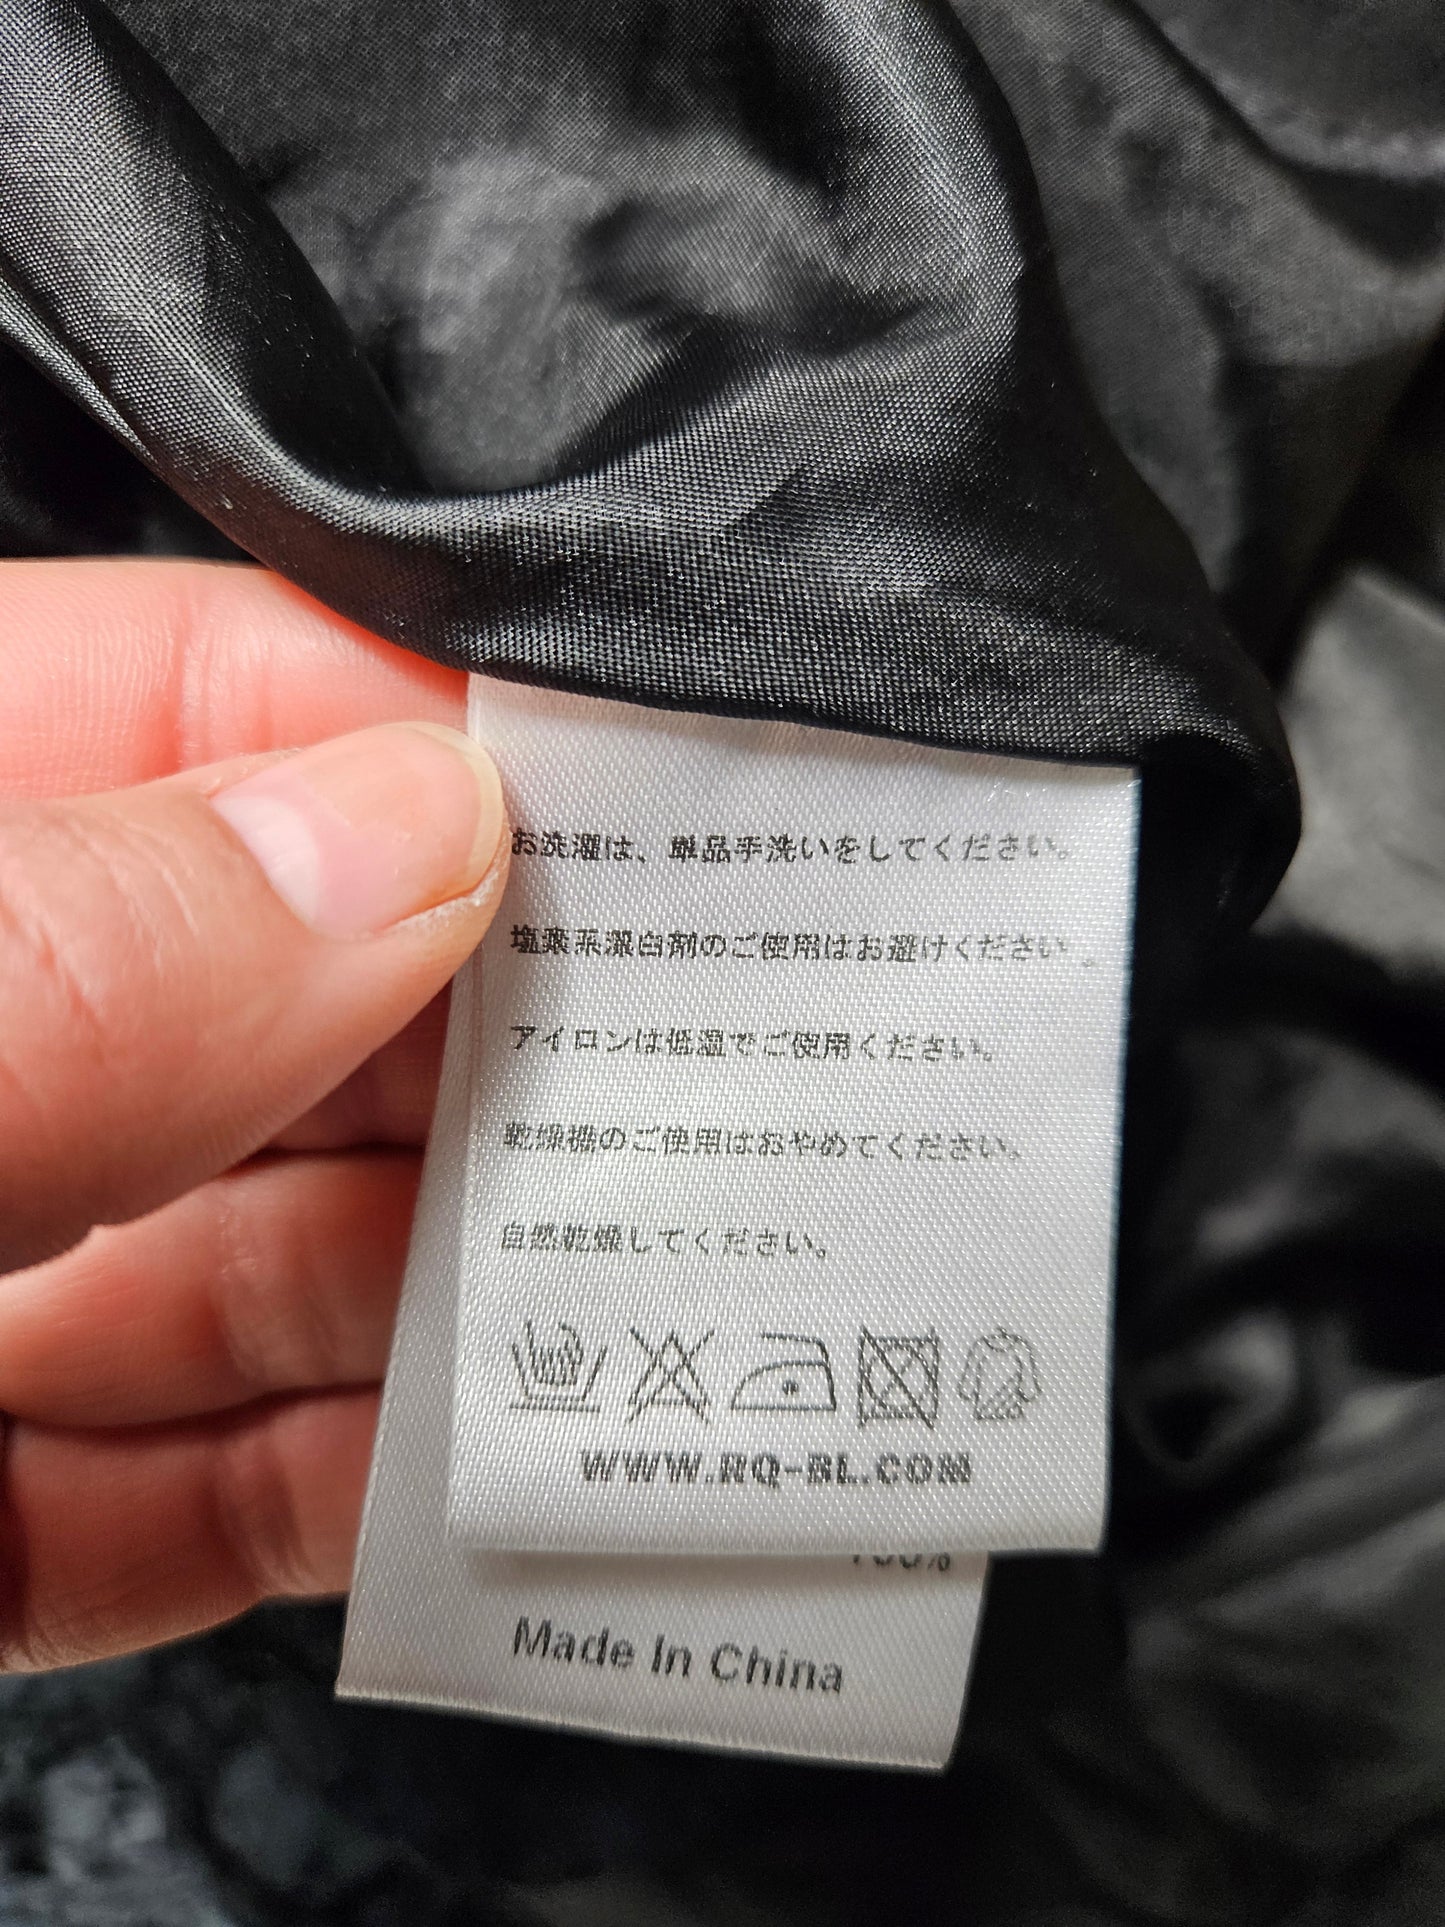 お洗濯は、単品手洗いをしてください。
塩素系漂白剤のご使用はお避けください。
アイロンは低温でご使用ください。
乾燥機のご使用はおやめてください。
自然乾燥してください。
WWW.RQ-BL.COM
100%
Made In China